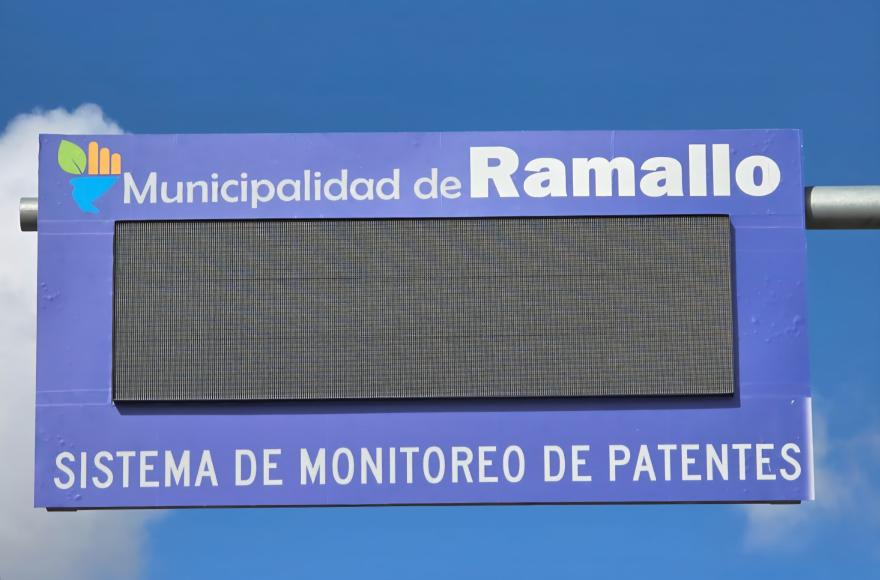 Municipalidad de Ramallo
SISTEMA DE MONITOREO DE PATENTES